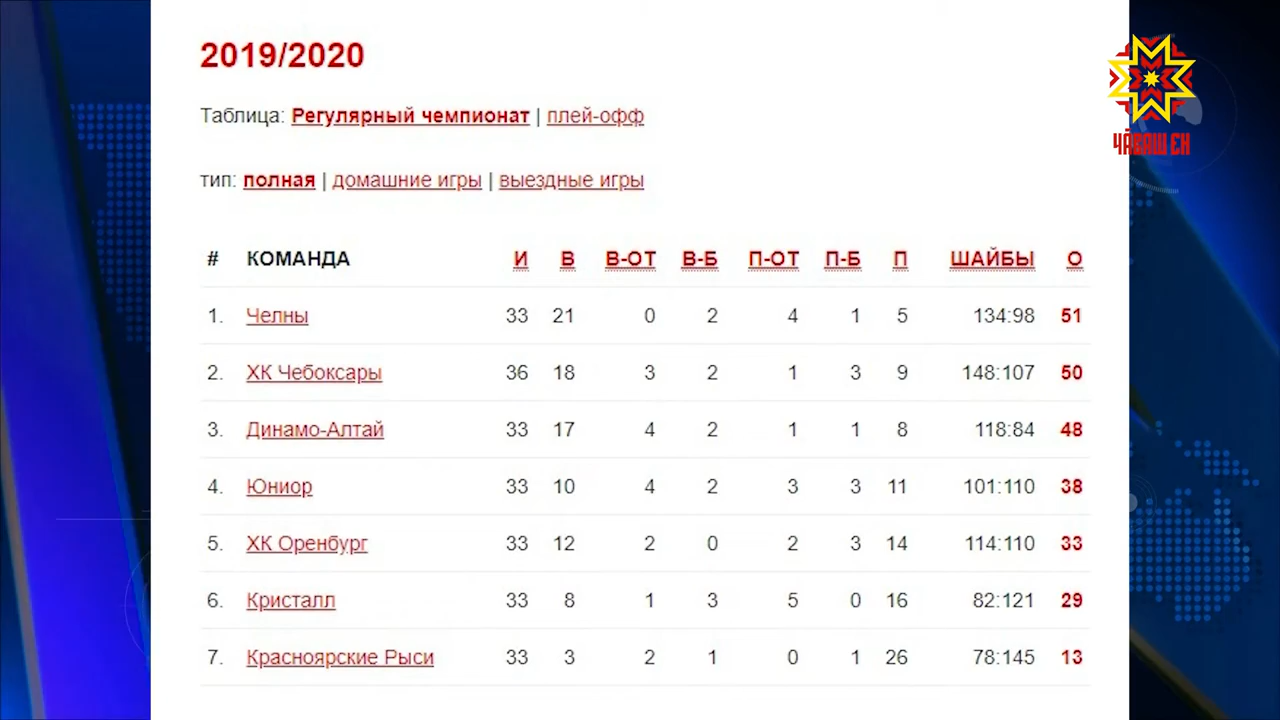 2019/2020
ЧӐВАШ ЕН
Таблица: Регулярный чемпионат | плей-офф
тип: полная | домашние игры | выездные игры
# КОМАНДА И В В-ОТ В-Б П-ОТ П-Б П ШАЙБЫ О
1. Челны 33 21 0 2 4 1 5 134:98 51
2. ХК Чебоксары 36 18 3 2 1 3 9 148:107 50
3. Динамо-Алтай 33 17 4 2 1 1 8 118:84 48
4. Юниор 33 10 4 2 3 3 11 101:110 38
5. ХК Оренбург 33 12 2 0 2 3 14 114:110 33
6. Кристалл 33 8 1 3 5 0 16 82:121 29
7. Красноярские Рыси 33 3 2 1 0 1 26 78:145 13